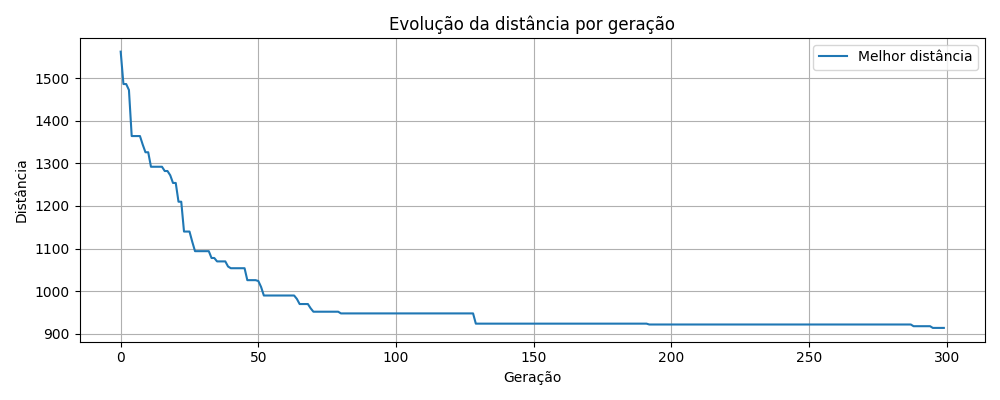 Evolução da distância por geração
Melhor distância
Distância
1500
1400
1300
1200
1100
1000
900
0 50 100 150 200 250 300
Geração